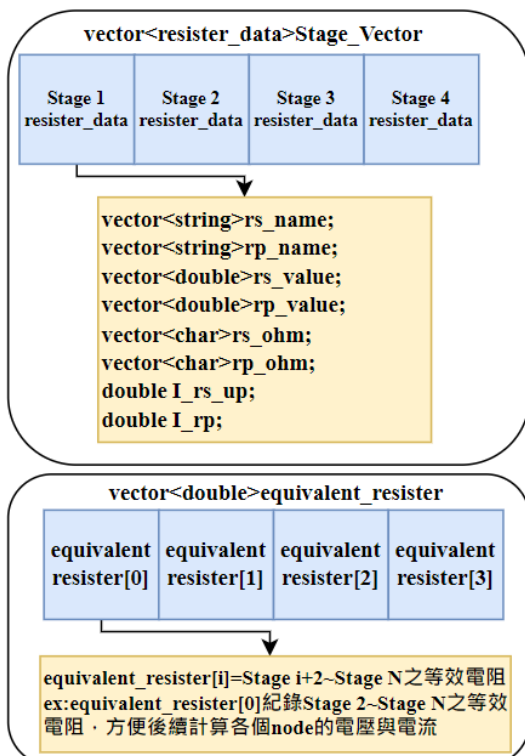 vector<resister_data>Stage_Vector
Stage 1
resister_data
Stage 2
resister_data
Stage 3
resister_data
Stage 4
resister_data
vector<string>rs_name;
vector<string>rp_name;
vector<double>rs_value;
vector<double>rp_value;
vector<char>rs_ohm;
vector<char>rp_ohm;
double I_rs_up;
double I_rp;
vector<double>equivalent_resister
equivalent
resister[0]
equivalent
resister[1]
equivalent
resister[2]
equivalent
resister[3]
equivalent_resister[i]=Stage i+2~Stage N之等效電阻
ex:equivalent_resister[0]紀錄Stage 2~Stage N之等效
電阻，方便後續計算各個node的電壓與電流